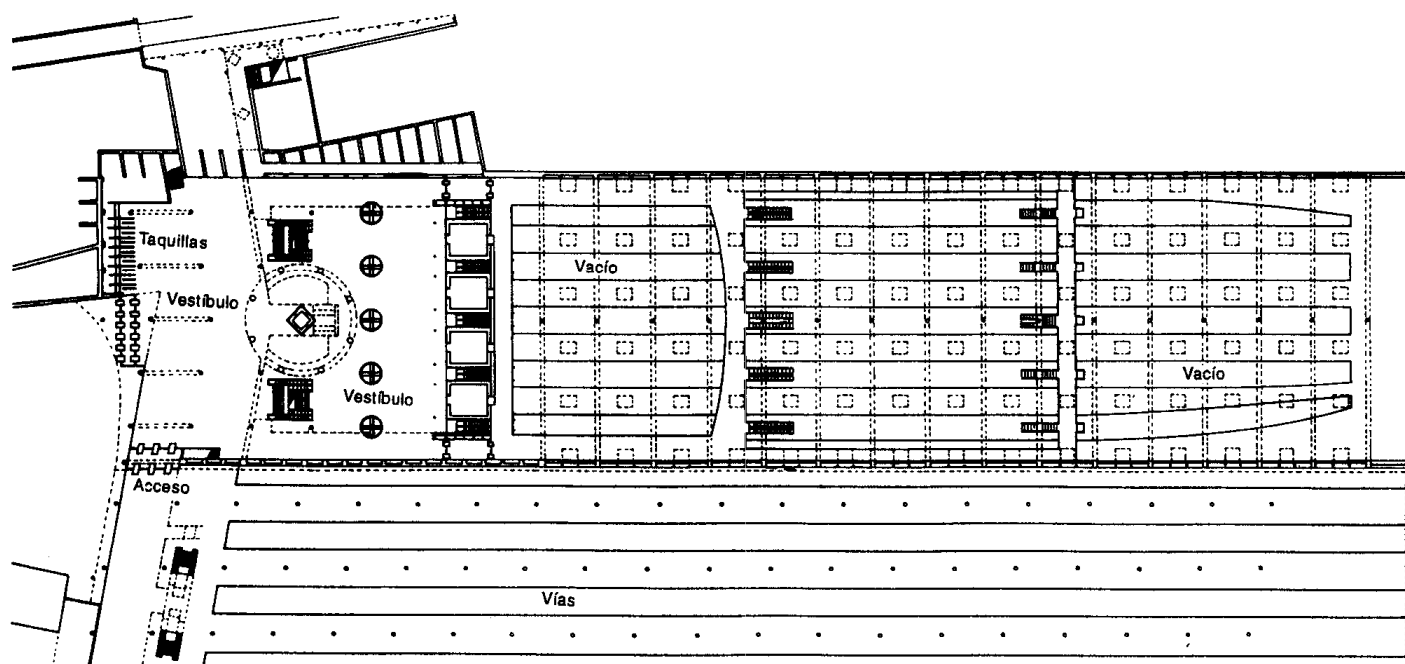 Taquillas
Vacío
Vestíbulo
Vacío
Vestíbulo
Acceso
Vías